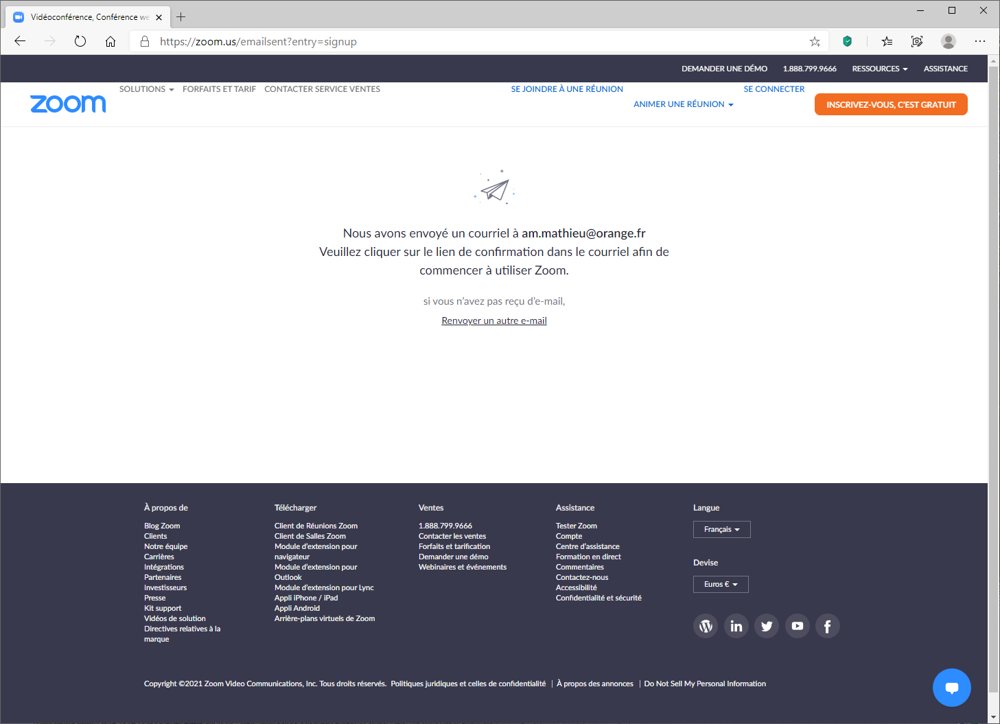 Vidéoconférence, Conférence we
https://zoom.us/emailsent?entry=signup
DEMANDER UNE DÉMO 1.888.799.9666 RESSOURCES ASSISTANCE
zoom
SOLUTIONS FORFAITS ET TARIF CONTACTER SERVICE VENTES
SE JOINDRE À UNE RÉUNION
ANIMER UNE RÉUNION
SE CONNECTER
INSCRIVEZ-VOUS, C'EST GRATUIT
Nous avons envoyé un courriel à am.mathieu@orange.fr
Veuillez cliquer sur le lien de confirmation dans le courriel afin de
commencer à utiliser Zoom.
si vous n'avez pas reçu d'e-mail,
Renvoyer un autre e-mail
À propos de
Blog Zoom
Clients
Notre équipe
Carrières
Intégrations
Partenaires
Investisseurs
Presse
Kit support
Vidéos de solution
Directives relatives à la
marque
Télécharger
Client de Réunions Zoom
Client de Salles Zoom
Module d'extension pour
navigateur
Module d'extension pour
Outlook
Module d'extension pour Lync
Appli iPhone / iPad
Appli Android
Arrière-plans virtuels de Zoom
Ventes
1.888.799.9666
Contacter les ventes
Forfaits et tarification
Demander une démo
Webinaires et événements
Assistance
Tester Zoom
Compte
Centre d'assistance
Formation en direct
Commentaires
Contactez-nous
Accessibilité
Confidentialité et sécurité
Langue
Français
Devise
Euros €
Copyright ©2021 Zoom Video Communications, Inc. Tous droits réservés. Politiques juridiques et celles de confidentialité | À propos des annonces | Do Not Sell My Personal Information